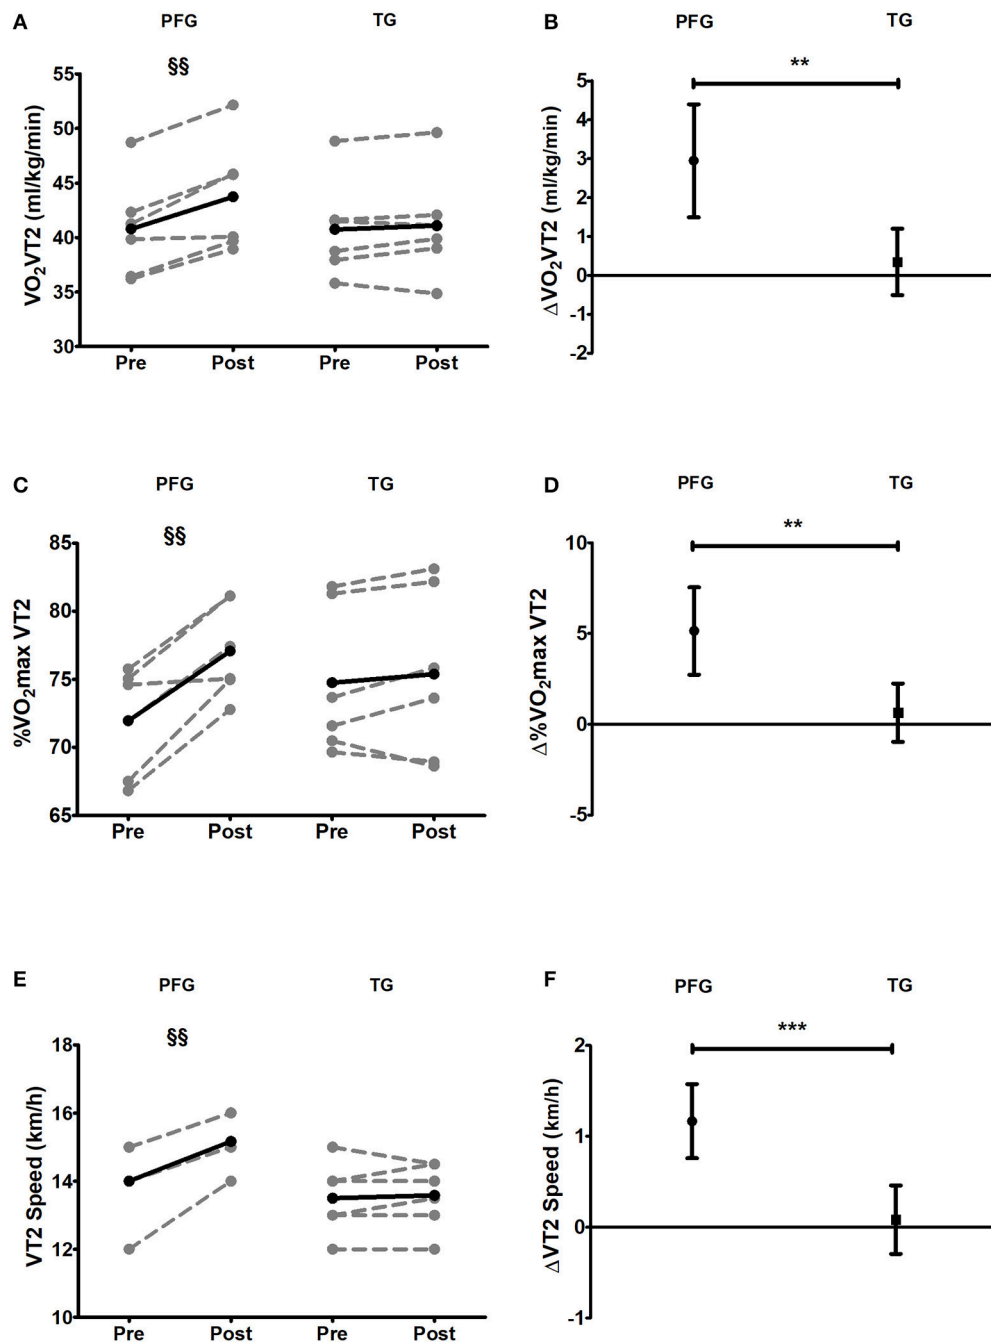 A PFG TG
§§
VO2VT2 (ml/kg/min)
55
50
45
40
35
30
Pre Post Pre Post
B PFG TG
**
ΔVO2VT2 (ml/kg/min)
5
4
3
2
1
0
-1
-2
C PFG TG
§§
%VO2max VT2
85
80
75
70
65
Pre Post Pre Post
D PFG TG
**
Δ%VO2max VT2
10
5
0
-5
E PFG TG
§§
VT2 Speed (km/h)
18
16
14
12
10
Pre Post Pre Post
F PFG TG
***
ΔVT2 Speed (km/h)
2
1
0
-1